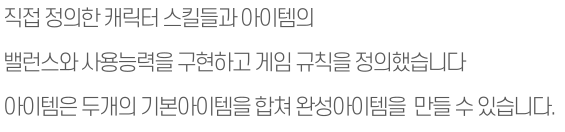 직접 정의한 캐릭터 스킬들과 아이템의
밸런스와 사용능력을 구현하고 게임 규칙을 정의했습니다
아이템은 두개의 기본아이템을 합쳐 완성아이템을 만들 수 있습니다.